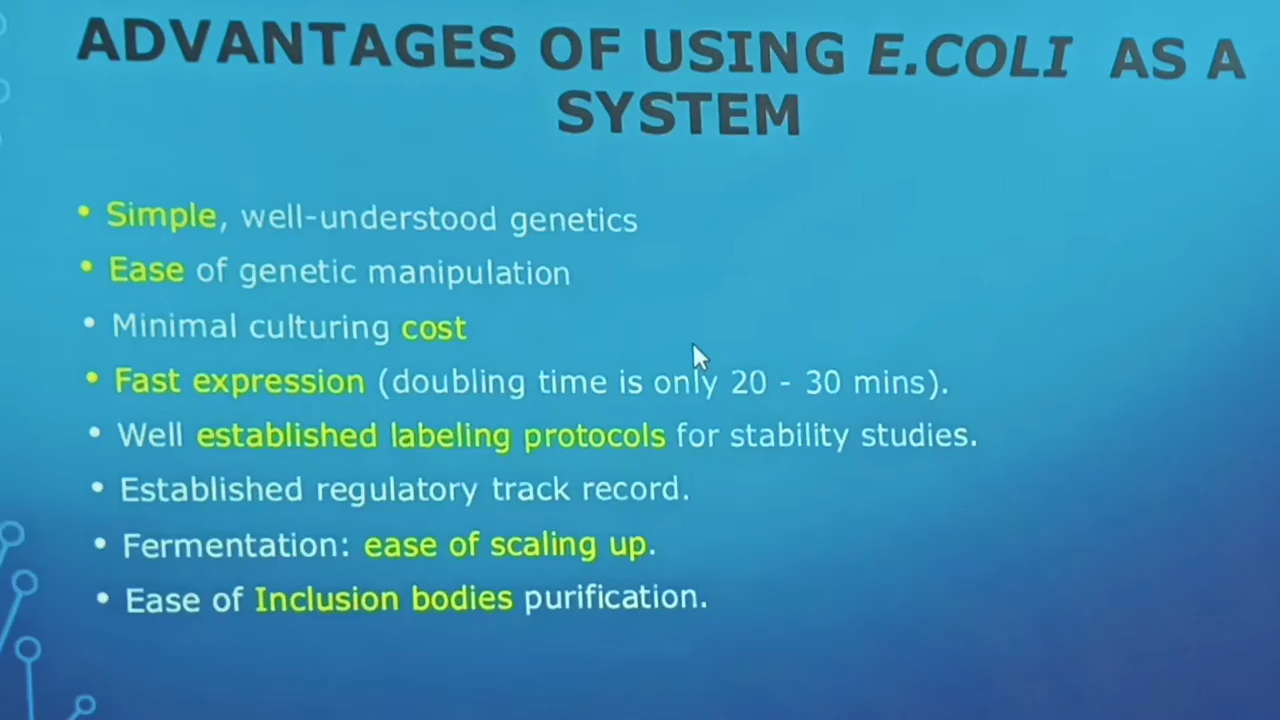 ADVANTAGES OF USING E.COLI AS A
SYSTEM
• Simple, well-understood genetics
• Ease of genetic manipulation
• Minimal culturing cost
• Fast expression (doubling time is only 20 - 30 mins).
• Well established labeling protocols for stability studies.
• Established regulatory track record.
• Fermentation: ease of scaling up.
• Ease of Inclusion bodies purification.